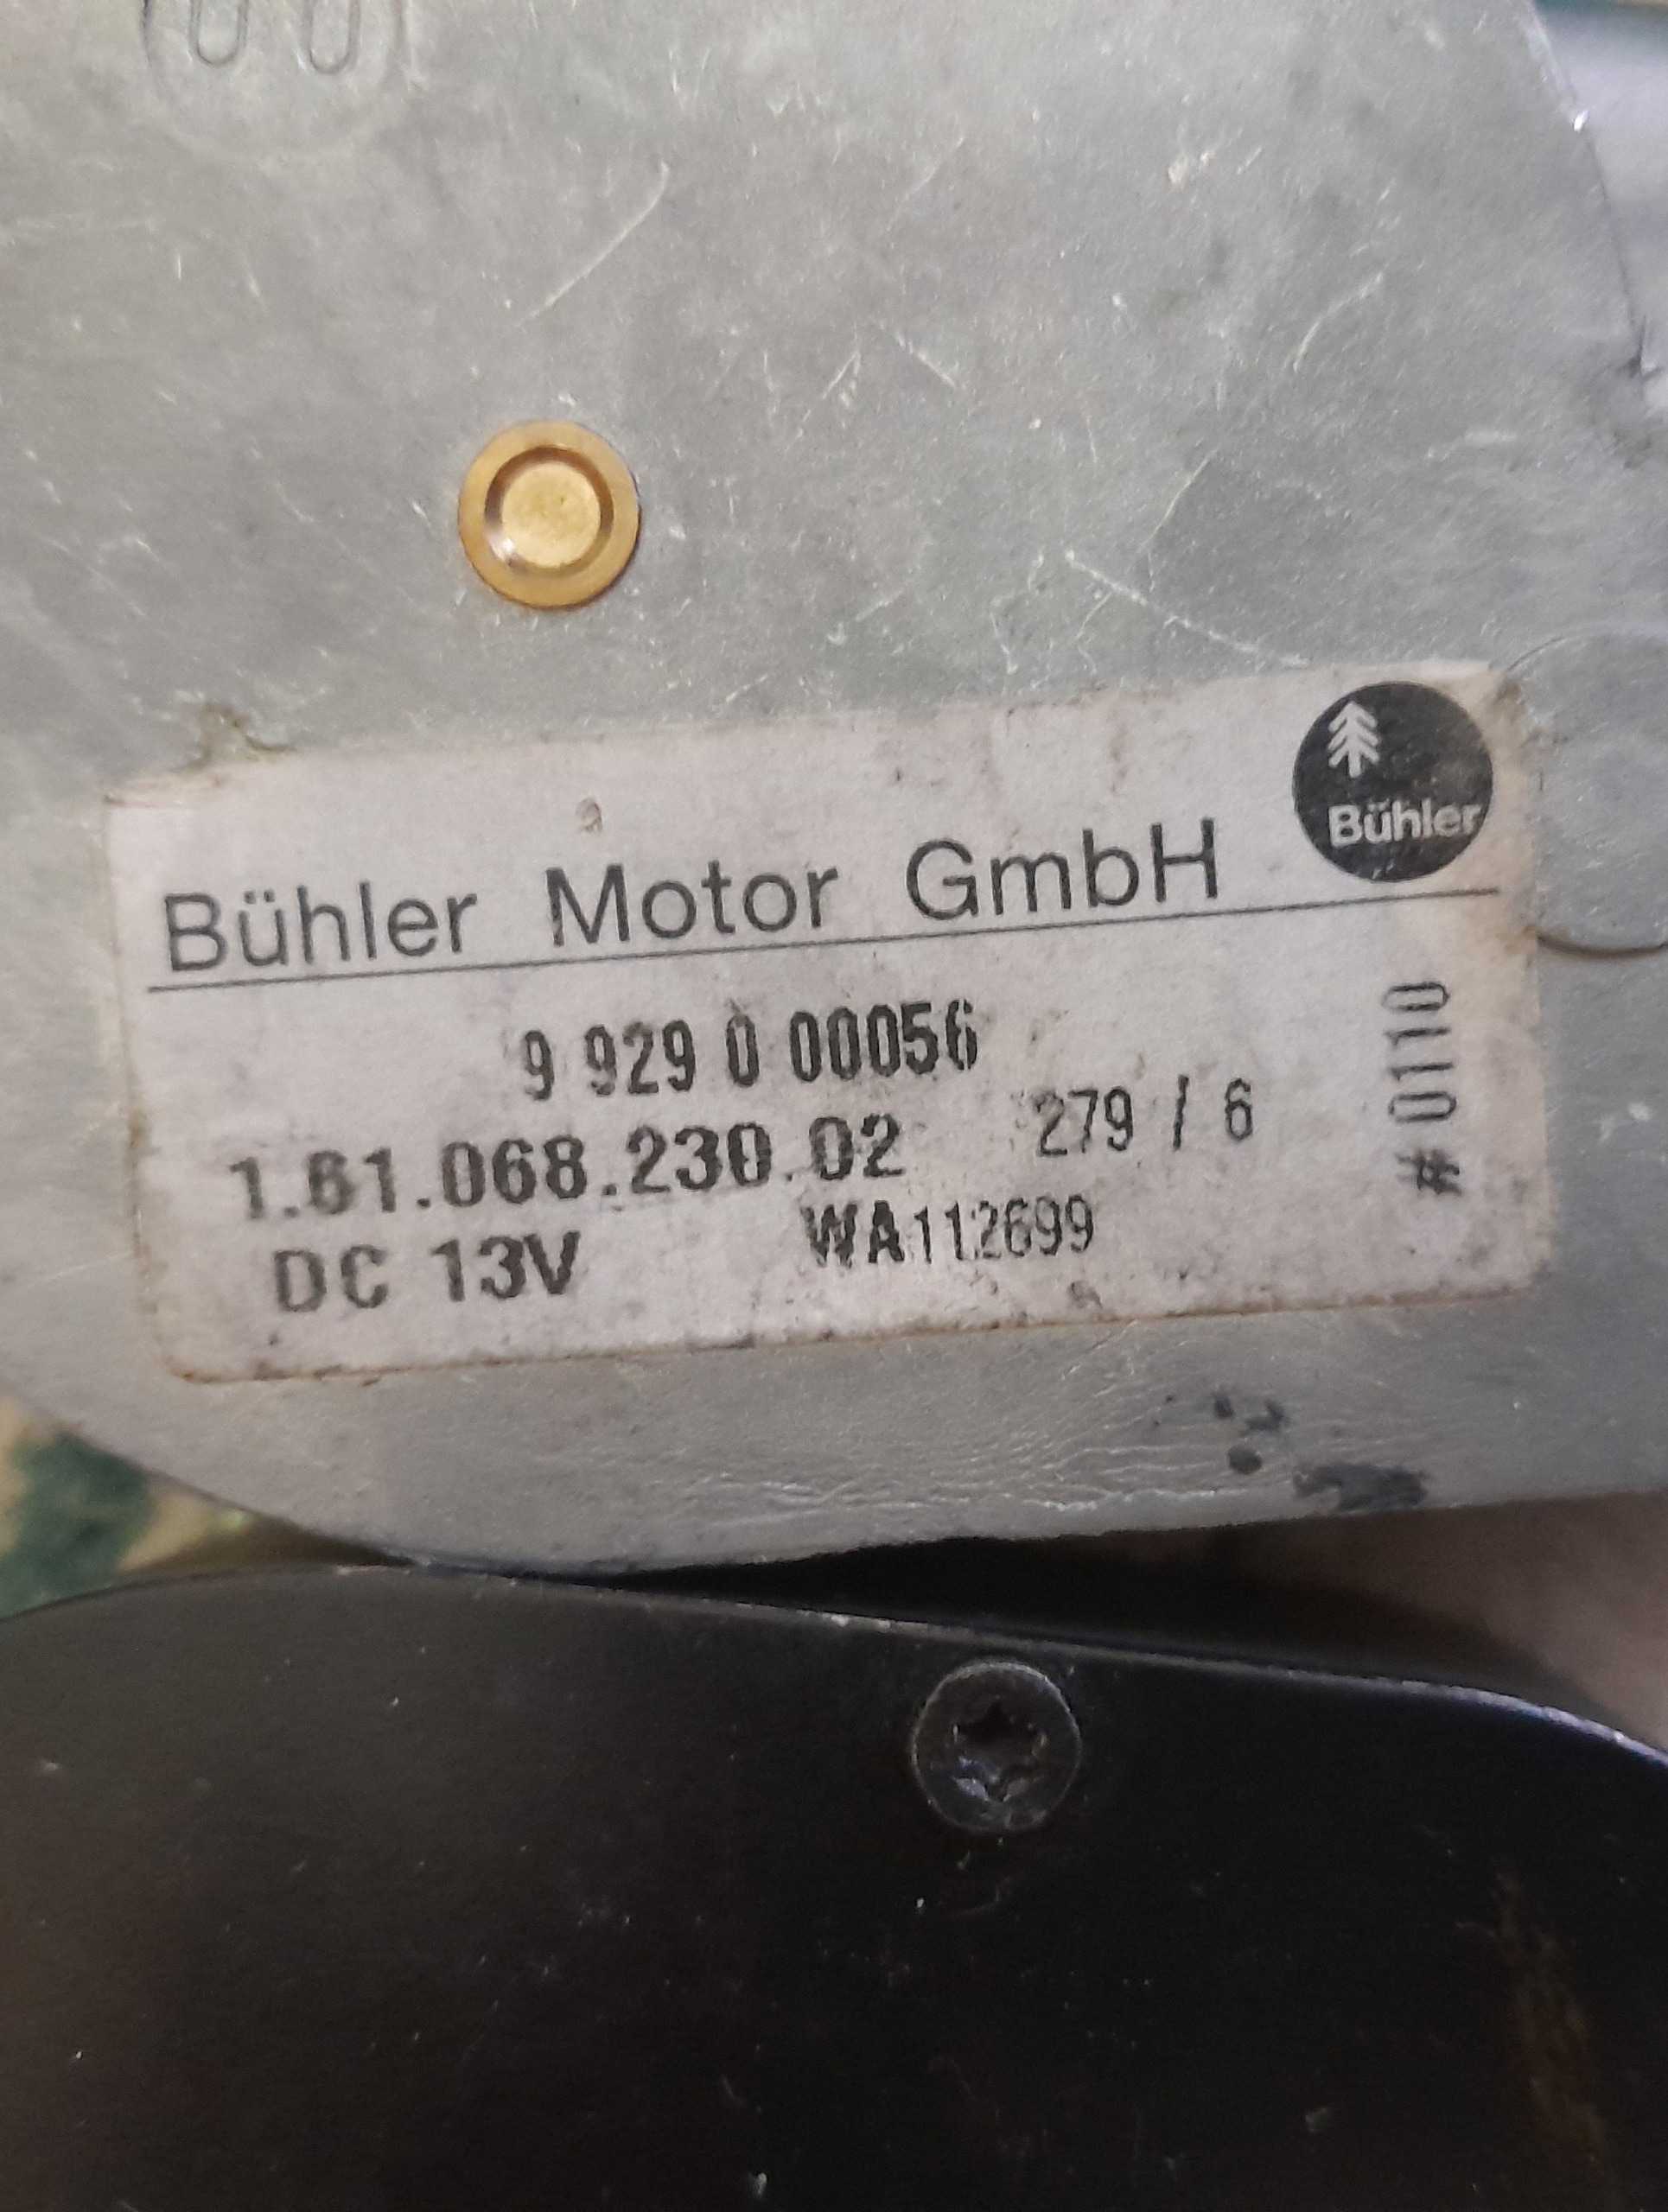 Bühler Motor GmbH
Bühler
9 929 0 00056
1.61.068.230.02 279 / 6
DC 13V WA112699
# 0110